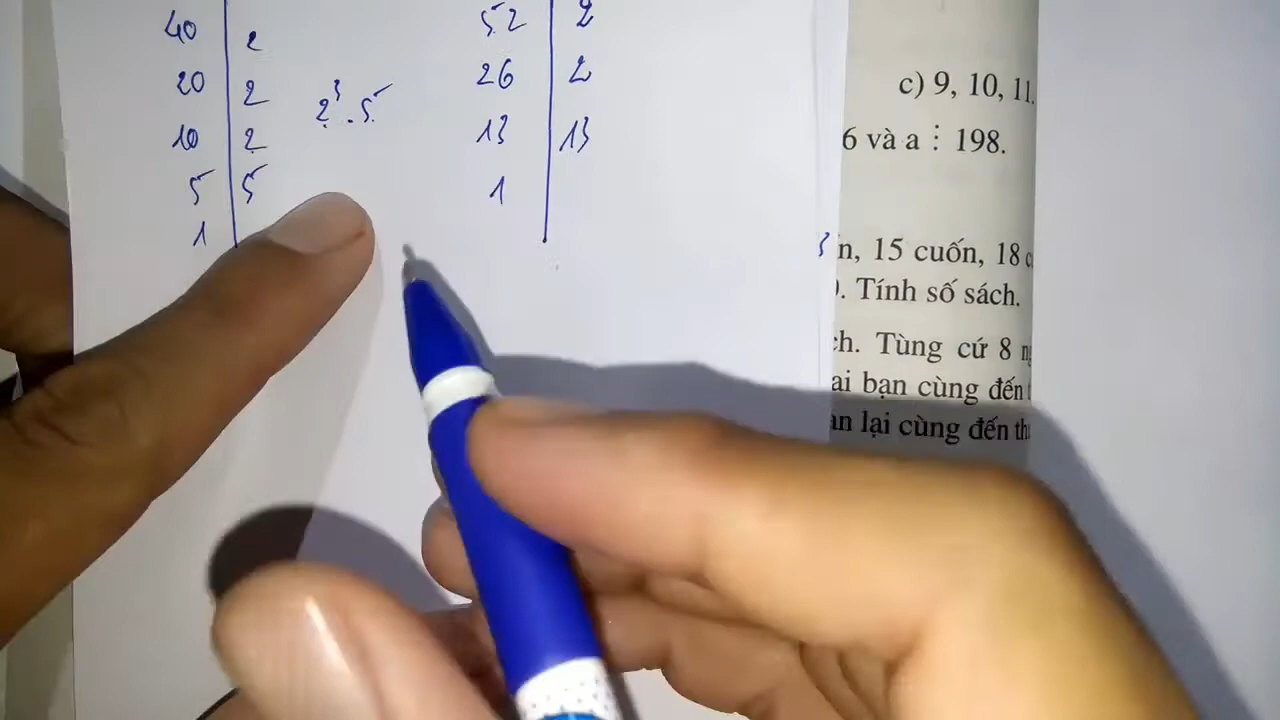 40 2
20 2
10 2
5 5
1
2³ . 5
52 2
26 2
13 13
1
c) 9, 10, 11.
6 và a ⋮ 198.
n, 15 cuốn, 18
). Tính số sách.
ch. Tùng cứ 8
ai bạn cùng đến
an lại cùng đến